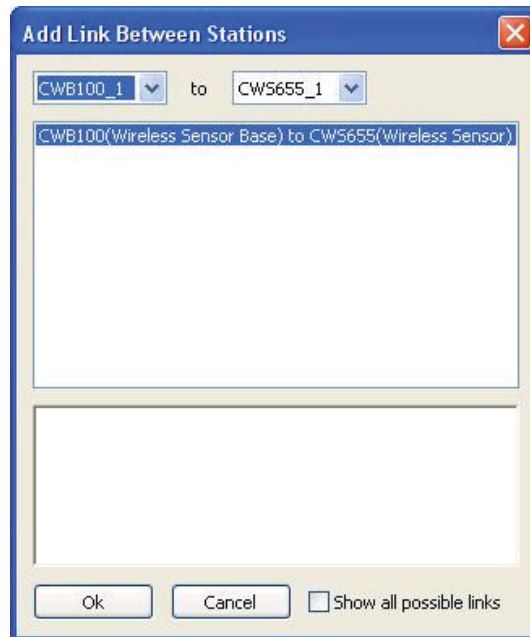 Add Link Between Stations
CWB100_1 to CWS655_1
CWB100(Wireless Sensor Base) to CWS655(Wireless Sensor)
Ok Cancel Show all possible links